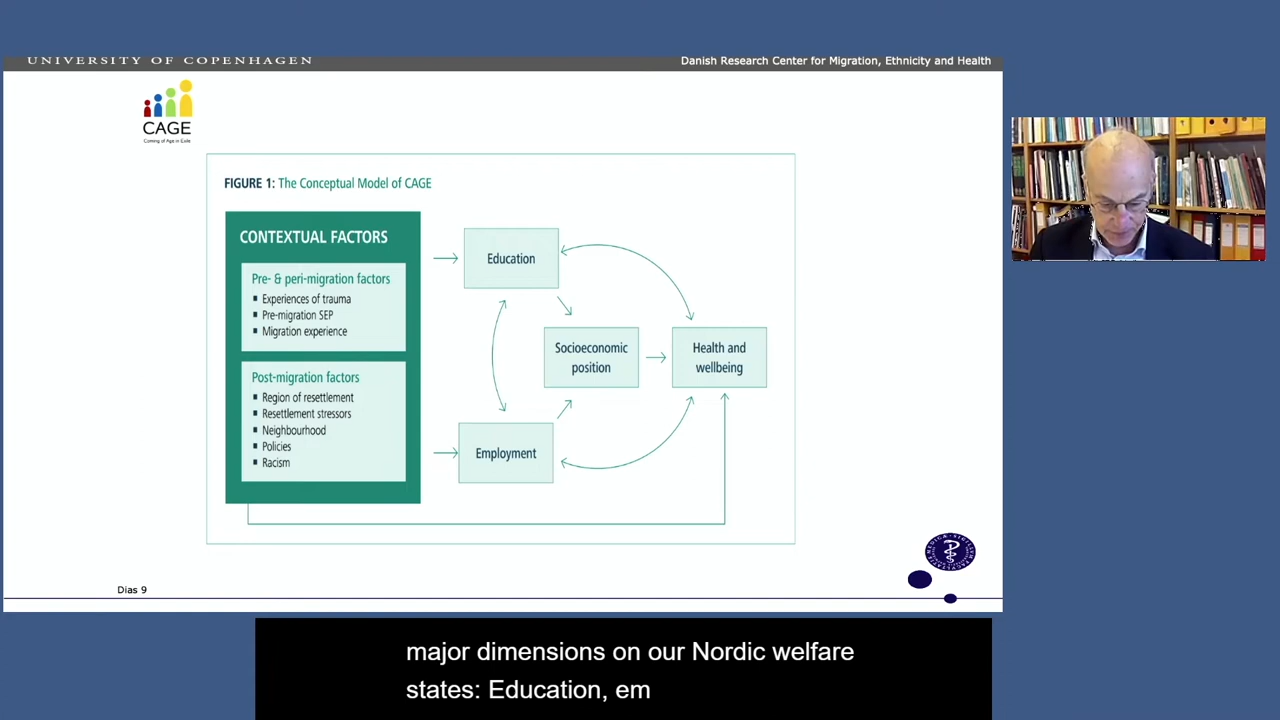 UNIVERSITY OF COPENHAGEN
Danish Research Center for Migration, Ethnicity and Health
CAGE
Coming of Age in Exile
FIGURE 1: The Conceptual Model of CAGE
CONTEXTUAL FACTORS
Pre- & peri-migration factors
▪ Experiences of trauma
▪ Pre-migration SEP
▪ Migration experience
Post-migration factors
▪ Region of resettlement
▪ Resettlement stressors
▪ Neighbourhood
▪ Policies
▪ Racism
Education
Socioeconomic
position
Health and
wellbeing
Employment
Dias 9
major dimensions on our Nordic welfare
states: Education, em